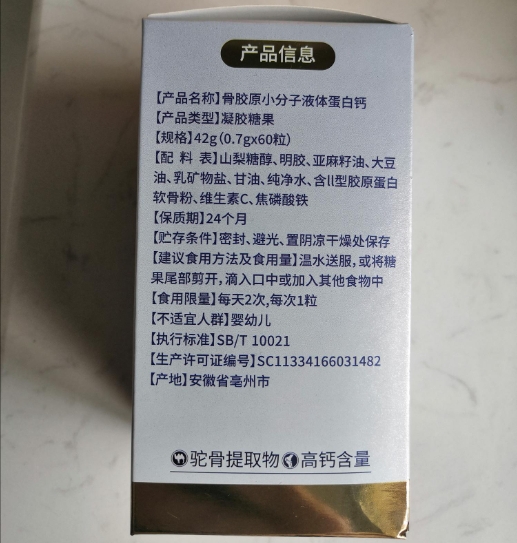 产品信息
【产品名称】骨胶原小分子液体蛋白钙
【产品类型】凝胶糖果
【规格】42g(0.7gx60粒)
【配 料 表】山梨糖醇、明胶、亚麻籽油、大豆
油、乳矿物盐、甘油、纯净水、含ll型胶原蛋白
软骨粉、维生素C、焦磷酸铁
【保质期】24个月
【贮存条件】密封、避光、置阴凉干燥处保存
【建议食用方法及食用量】温水送服,或将糖
果尾部剪开,滴入口中或加入其他食物中
【食用限量】每天2次,每次1粒
【不适宜人群】婴幼儿
【执行标准】SB/T 10021
【生产许可证编号】SC11334166031482
【产地】安徽省亳州市
驼骨提取物 高钙含量